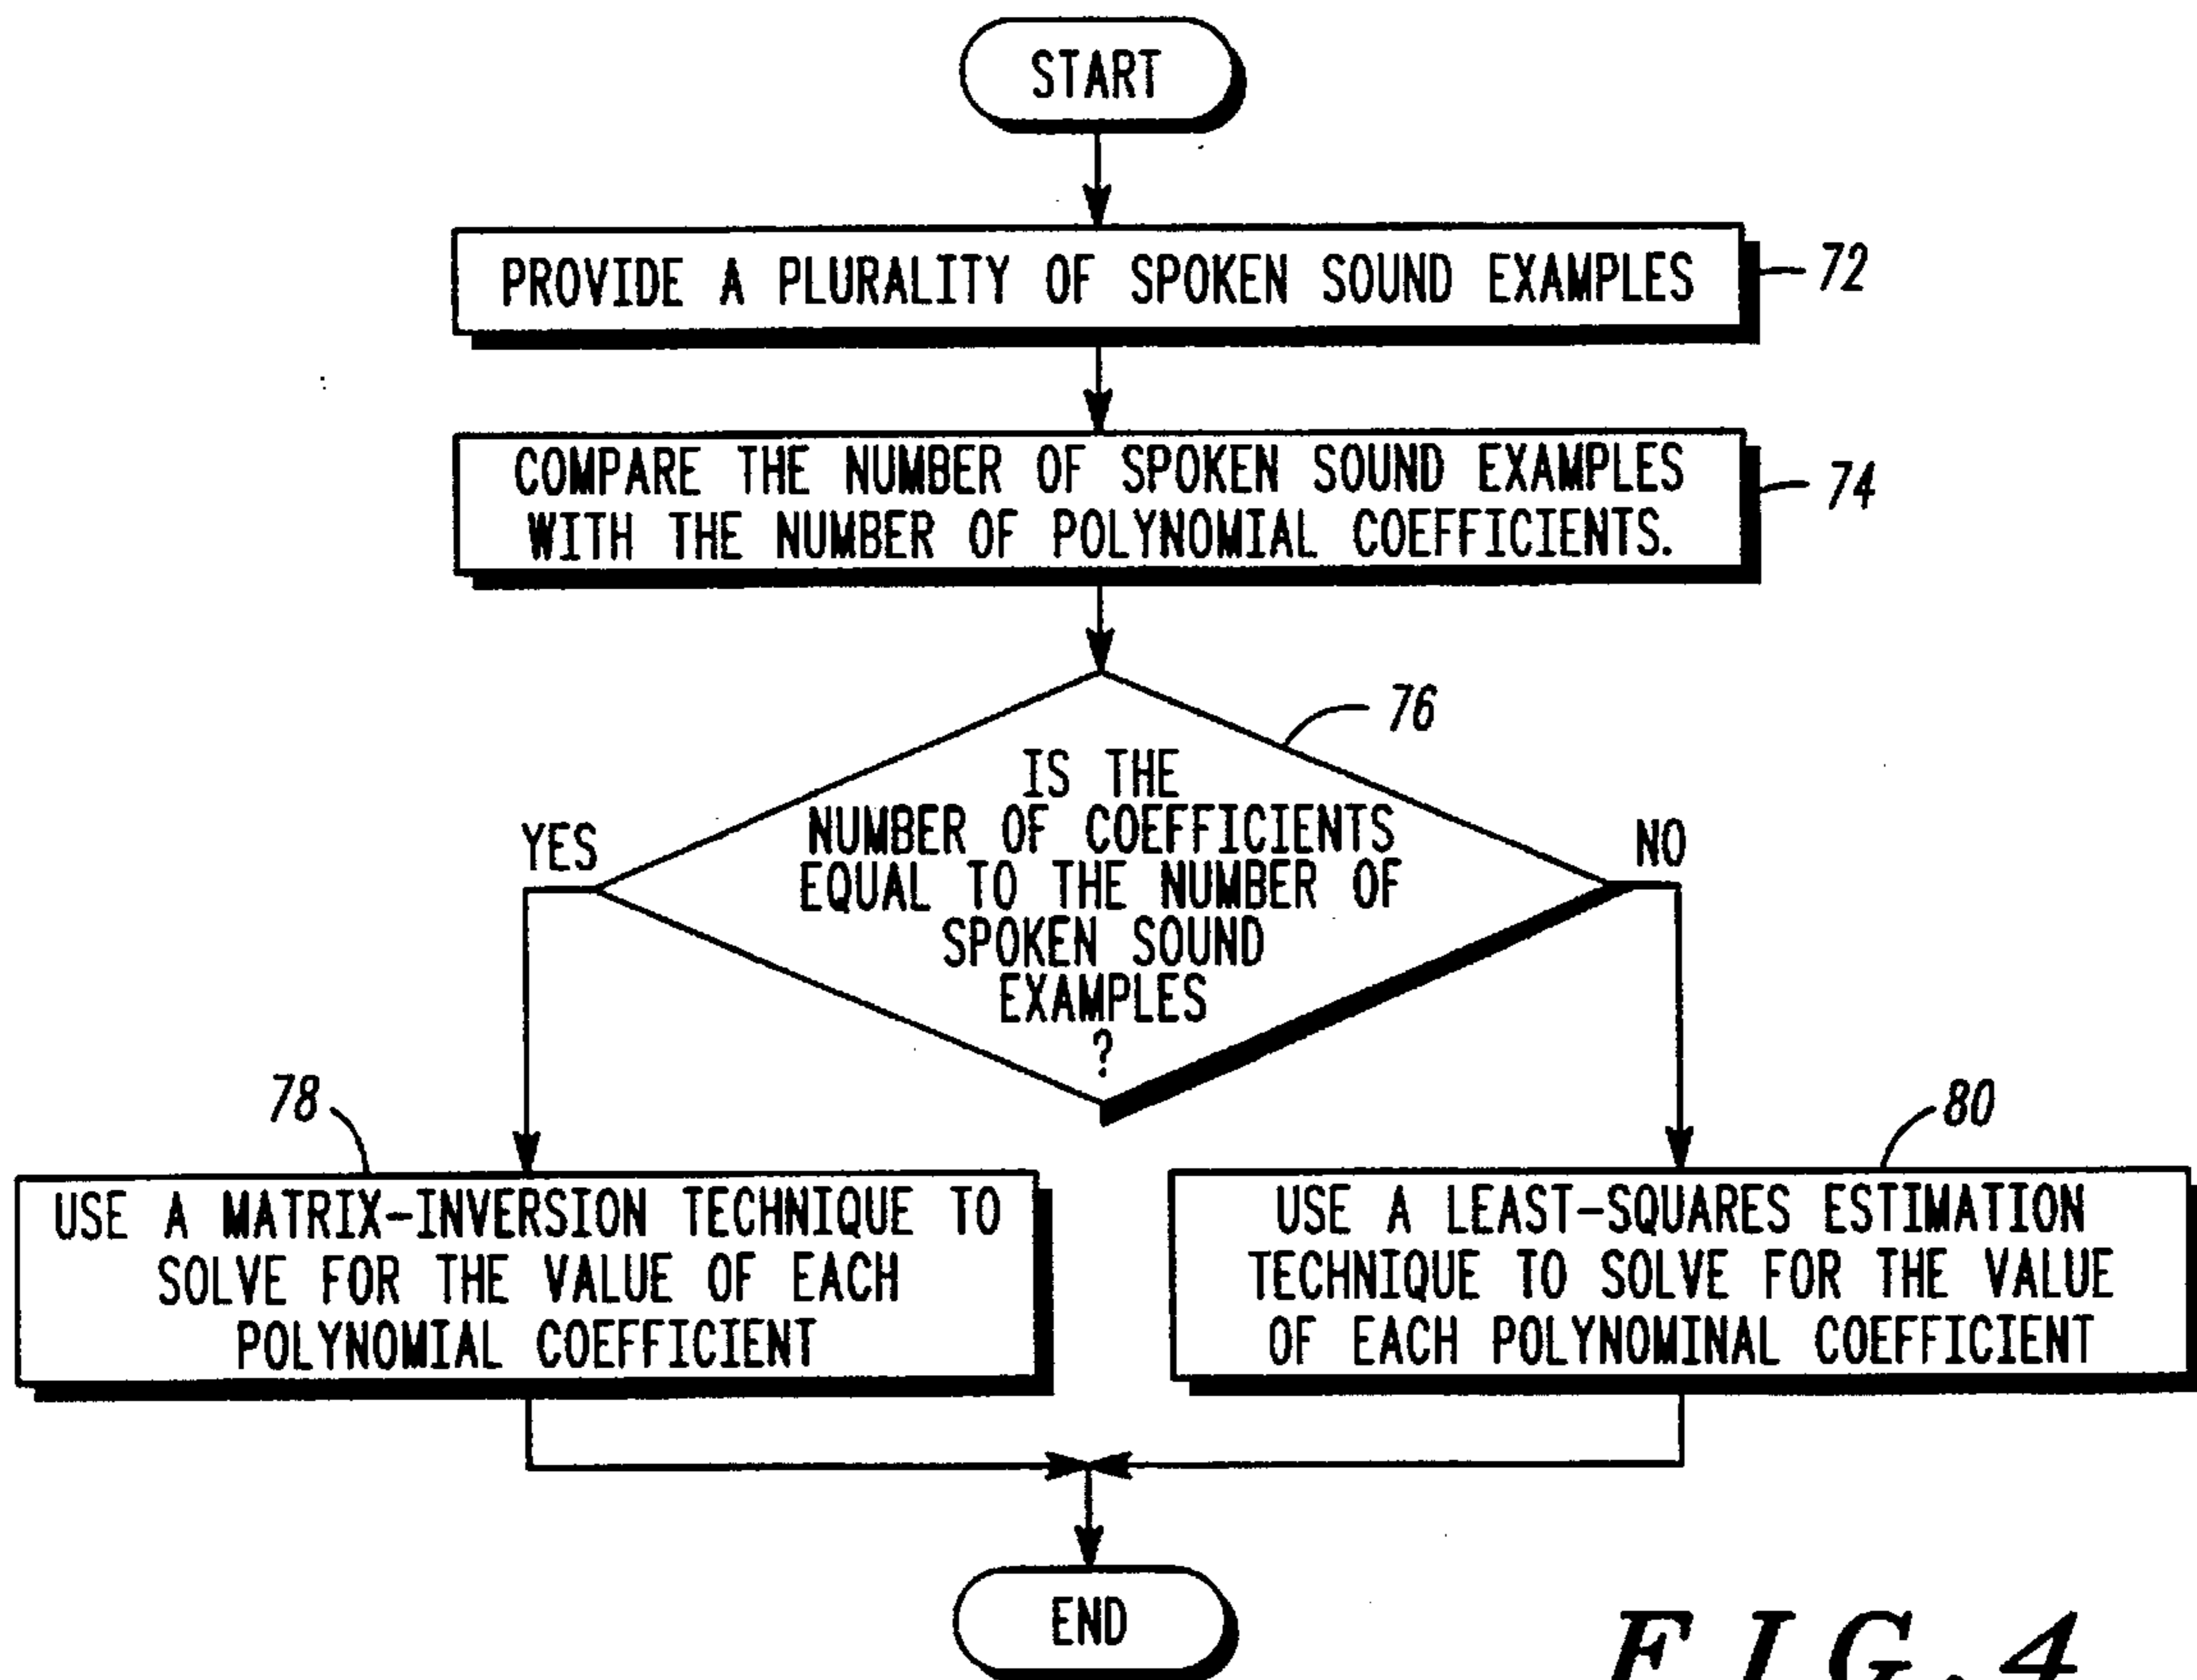 START
PROVIDE A PLURALITY OF SPOKEN SOUND EXAMPLES
72
COMPARE THE NUMBER OF SPOKEN SOUND EXAMPLES
WITH THE NUMBER OF POLYNOMIAL COEFFICIENTS.
74
76
IS THE
NUMBER OF COEFFICIENTS
EQUAL TO THE NUMBER OF
SPOKEN SOUND
EXAMPLES
?
YES
NO
78
USE A MATRIX-INVERSION TECHNIQUE TO
SOLVE FOR THE VALUE OF EACH
POLYNOMIAL COEFFICIENT
80
USE A LEAST-SQUARES ESTIMATION
TECHNIQUE TO SOLVE FOR THE VALUE
OF EACH POLYNOMINAL COEFFICIENT
END
FIG.4